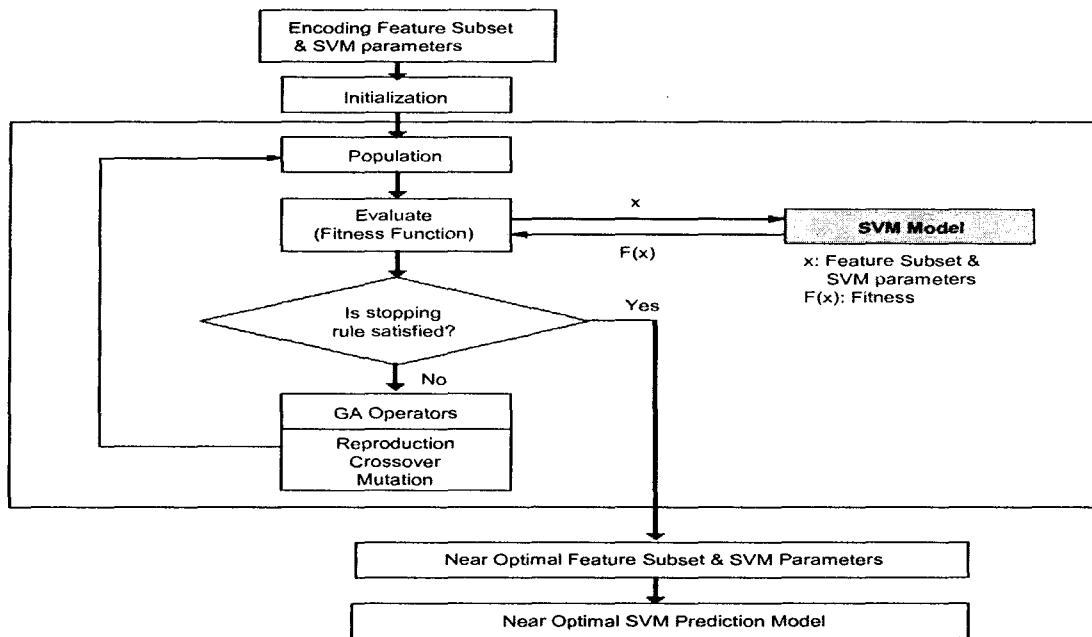 Encoding Feature Subset
& SVM parameters
Initialization
Population
Evaluate
(Fitness Function)
x
F(x)
SVM Model
x: Feature Subset &
SVM parameters
F(x): Fitness
Is stopping
rule satisfied?
Yes
No
GA Operators
Reproduction
Crossover
Mutation
Near Optimal Feature Subset & SVM Parameters
Near Optimal SVM Prediction Model